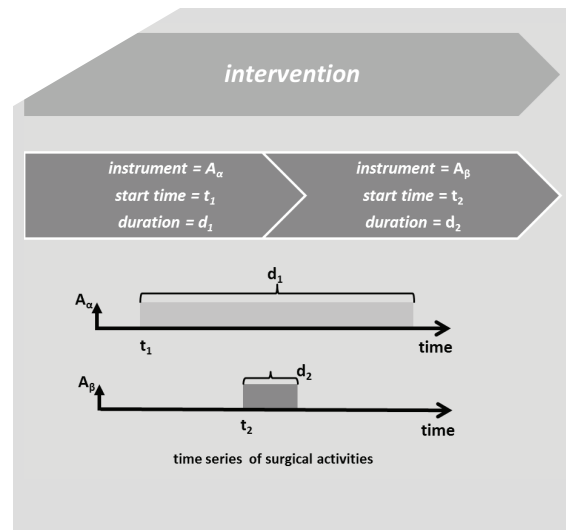 intervention
instrument = Aα
start time = t1
duration = d1
instrument = Aβ
start time = t2
duration = d2
d1
Aα
t1
time
d2
Aβ
t2
time
time series of surgical activities